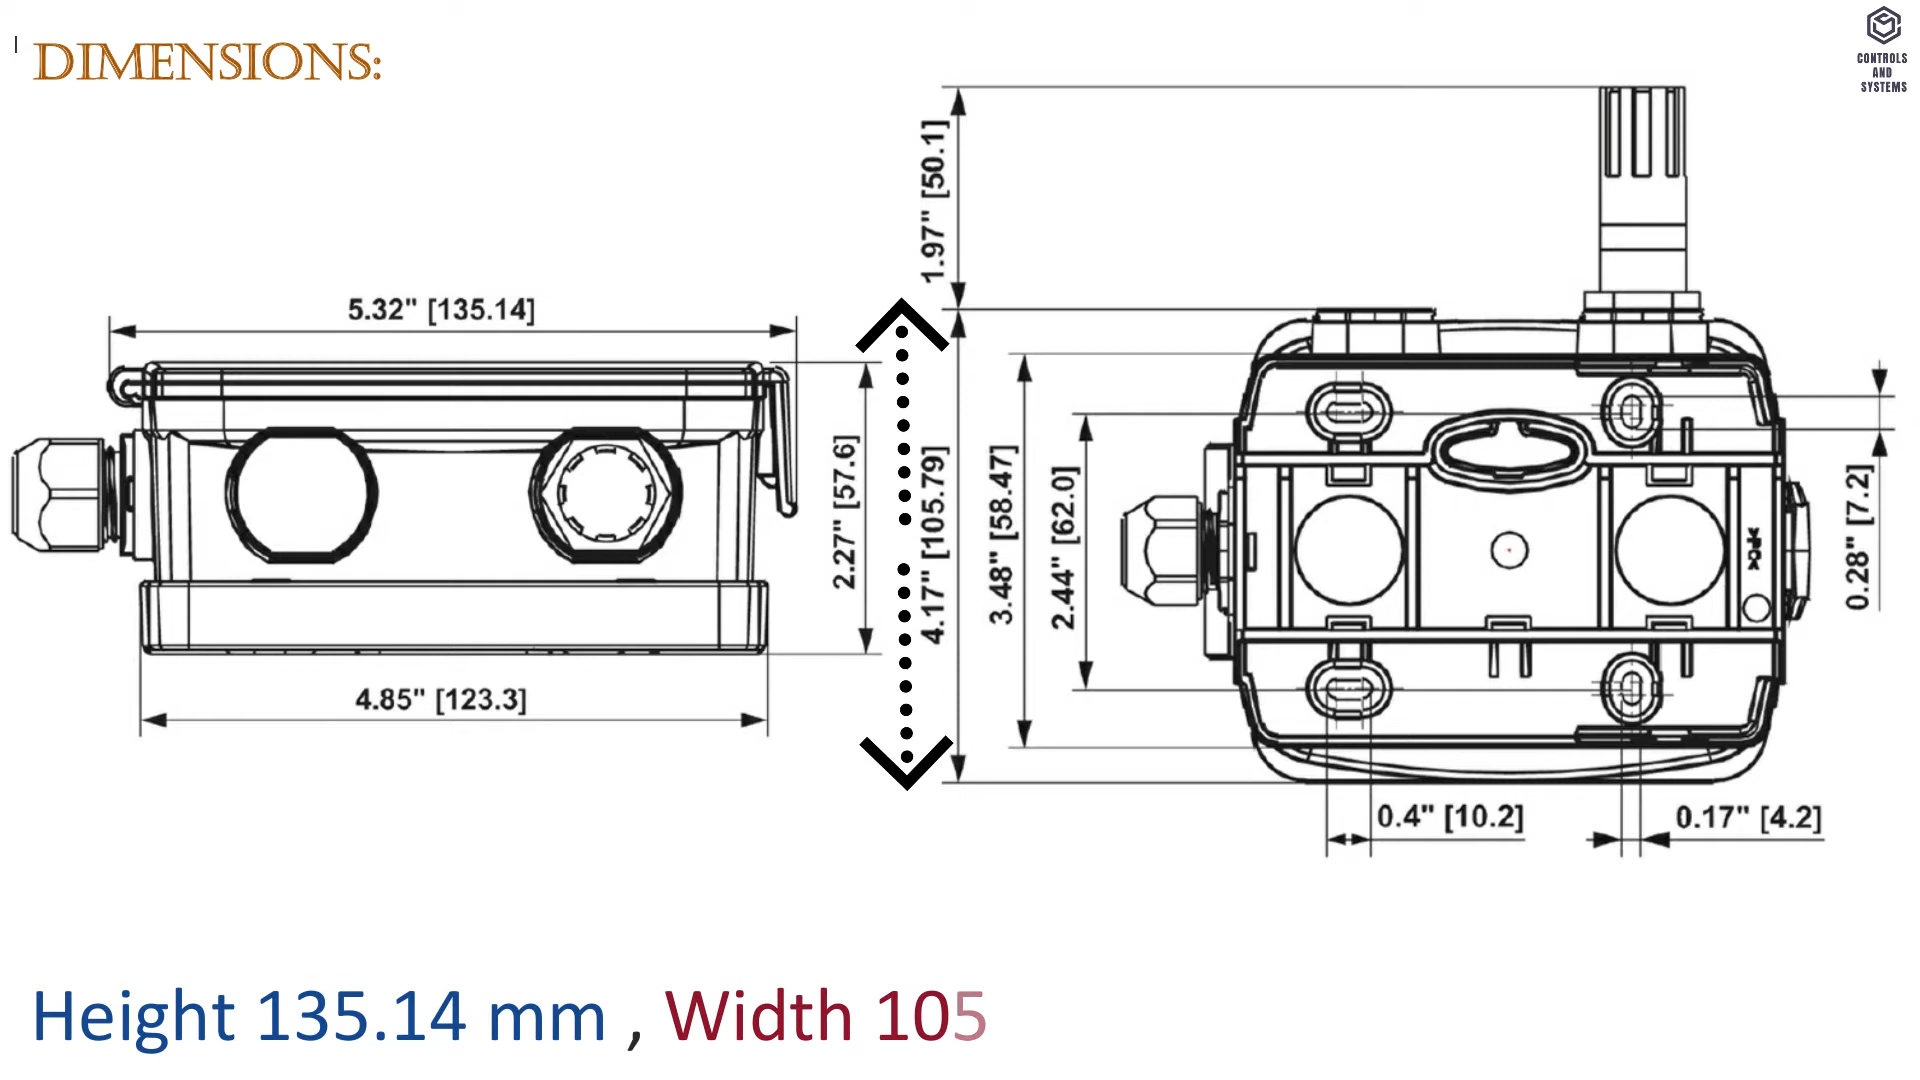 DIMENSIONS:
CONTROLS
AND
SYSTEMS
1.97" [50.1]
5.32" [135.14]
2.27" [57.6]
4.17" [105.79]
3.48" [58.47]
2.44" [62.0]
0.28" [7.2]
>PC<
4.85" [123.3]
0.4" [10.2]
0.17" [4.2]
Height 135.14 mm , Width 105